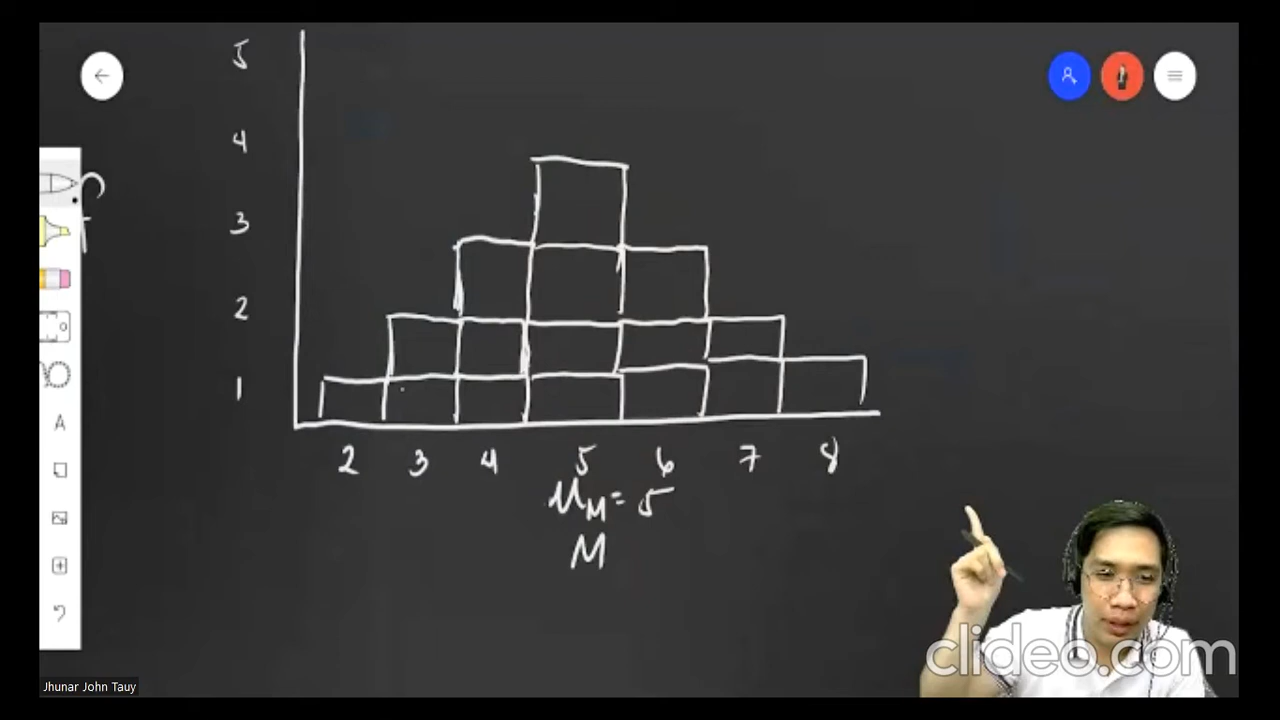 5
4
3
2
1
f
2 3 4 5 6 7 8
μM = 5
M
A
clideo.com
Jhunar John Tauy